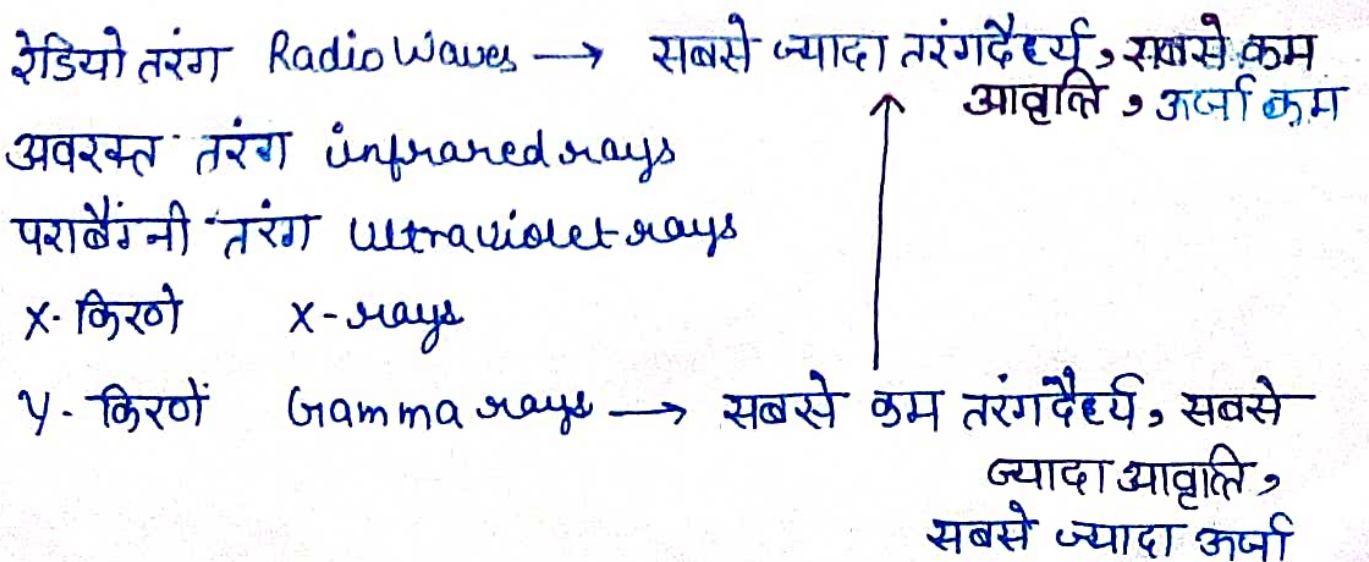 रेडियो तरंग Radio Waves → सबसे ज्यादा तरंगदैर्ध्य, सबसे कम
आवृत्ति, ऊर्जा कम
अवरक्त तरंग infrared rays
पराबैंगनी तरंग ultraviolet rays
X- किरणे X-rays
γ- किरणें Gamma rays → सबसे कम तरंगदैर्ध्य, सबसे
ज्यादा आवृत्ति,
सबसे ज्यादा ऊर्जा